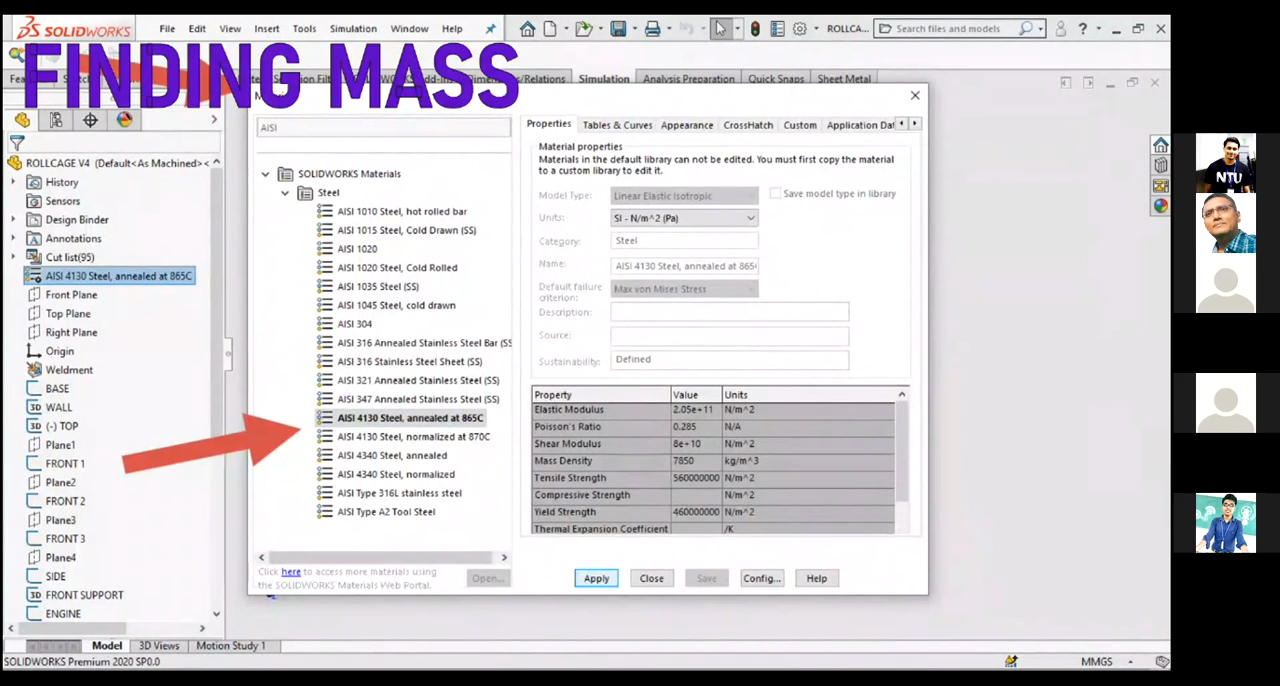 SOLIDWORKS File Edit View Insert Tools Simulation Window Help ROLLCA... Search files and models
FINDING MASS
Simulation Analysis Preparation Quick Snaps Sheet Metal
AISI
Properties Tables & Curves Appearance CrossHatch Custom Application Dat
Material properties
Materials in the default library can not be edited. You must first copy the material
to a custom library to edit it.
Model Type: Linear Elastic Isotropic Save model type in library
Units: SI - N/m^2 (Pa)
Category: Steel
Name: AISI 4130 Steel, annealed at 865
Default failure
criterion: Max von Mises Stress
Description:
Source:
Sustainability: Defined
Property Value Units
Elastic Modulus 2.05e+11 N/m^2
Poisson's Ratio 0.285 N/A
Shear Modulus 8e+10 N/m^2
Mass Density 7850 kg/m^3
Tensile Strength 560000000 N/m^2
Compressive Strength N/m^2
Yield Strength 460000000 N/m^2
Thermal Expansion Coefficient /K
SOLIDWORKS Materials
Steel
AISI 1010 Steel, hot rolled bar
AISI 1015 Steel, Cold Drawn (SS)
AISI 1020
AISI 1020 Steel, Cold Rolled
AISI 1035 Steel (SS)
AISI 1045 Steel, cold drawn
AISI 304
AISI 316 Annealed Stainless Steel Bar (SS
AISI 316 Stainless Steel Sheet (SS)
AISI 321 Annealed Stainless Steel (SS)
AISI 347 Annealed Stainless Steel (SS)
AISI 4130 Steel, annealed at 865C
AISI 4130 Steel, normalized at 870C
AISI 4340 Steel, annealed
AISI 4340 Steel, normalized
AISI Type 316L stainless steel
AISI Type A2 Tool Steel
Click here to access more materials using
the SOLIDWORKS Materials Web Portal.
Open...
Apply Close Save Config... Help
ROLLCAGE V4 (Default<As Machined><
History
Sensors
Design Binder
Annotations
Cut list(95)
AISI 4130 Steel, annealed at 865C
Front Plane
Top Plane
Right Plane
Origin
Weldment
BASE
3D WALL
3D (-) TOP
Plane1
FRONT 1
Plane2
FRONT 2
Plane3
FRONT 3
Plane4
SIDE
3D FRONT SUPPORT
ENGINE
Model 3D Views Motion Study 1
SOLIDWORKS Premium 2020 SP0.0 MMGS
NTU